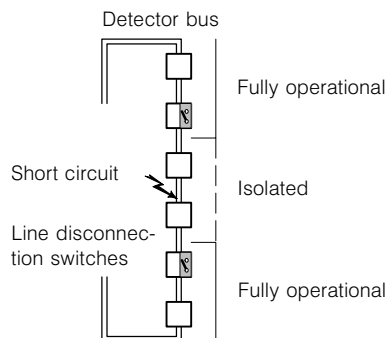 Detector bus
Fully operational
Short circuit
Isolated
Line disconnec-
tion switches
Fully operational